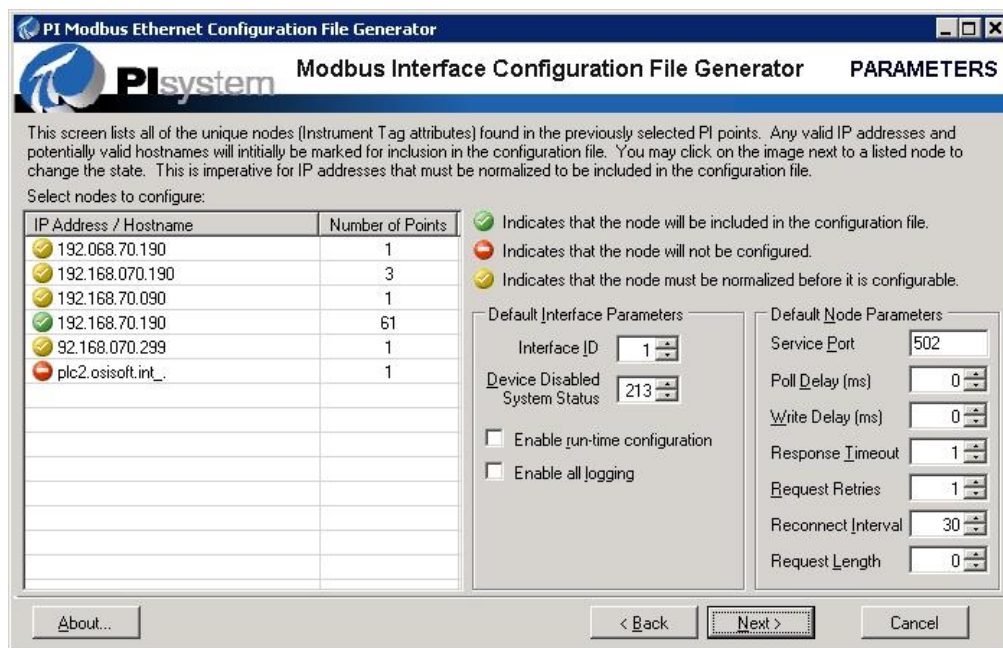 PI Modbus Ethernet Configuration File Generator
PIsystem Modbus Interface Configuration File Generator PARAMETERS
This screen lists all of the unique nodes (Instrument Tag attributes) found in the previously selected PI points. Any valid IP addresses and
potentially valid hostnames will intitially be marked for inclusion in the configuration file. You may click on the image next to a listed node to
change the state. This is imperative for IP addresses that must be normalized to be included in the configuration file.
Select nodes to configure:
IP Address / Hostname Number of Points
192.068.70.190 1
192.168.070.190 3
192.168.70.090 1
192.168.70.190 61
92.168.070.299 1
plc2.osisoft.int_. 1
Indicates that the node will be included in the configuration file.
Indicates that the node will not be configured.
Indicates that the node must be normalized before it is configurable.
Default Interface Parameters
Interface ID 1
Device Disabled
System Status 213
Enable run-time configuration
Enable all logging
Default Node Parameters
Service Port 502
Poll Delay (ms) 0
Write Delay (ms) 0
Response Timeout 1
Request Retries 1
Reconnect Interval 30
Request Length 0
About... < Back Next > Cancel